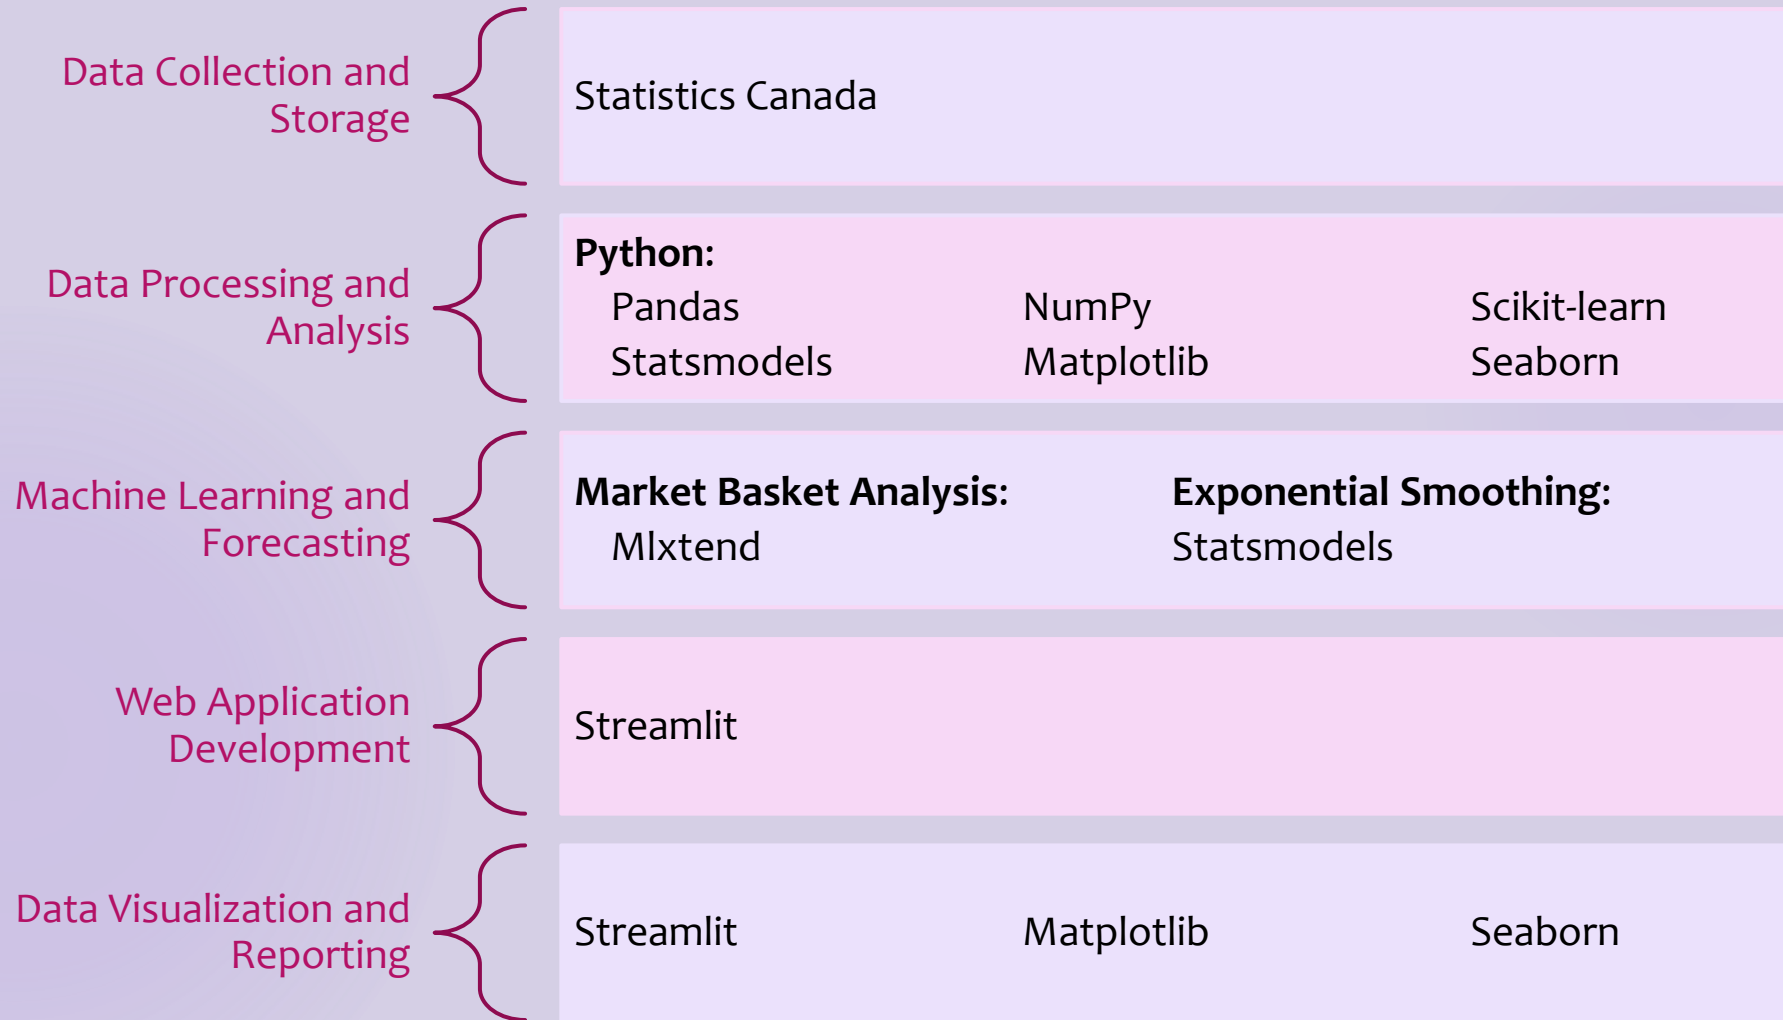 Data Collection and
Storage
Statistics Canada
Data Processing and
Analysis
Python:
Pandas NumPy Scikit-learn
Statsmodels Matplotlib Seaborn
Machine Learning and
Forecasting
Market Basket Analysis: Exponential Smoothing:
Mlxtend Statsmodels
Web Application
Development
Streamlit
Data Visualization and
Reporting
Streamlit Matplotlib Seaborn